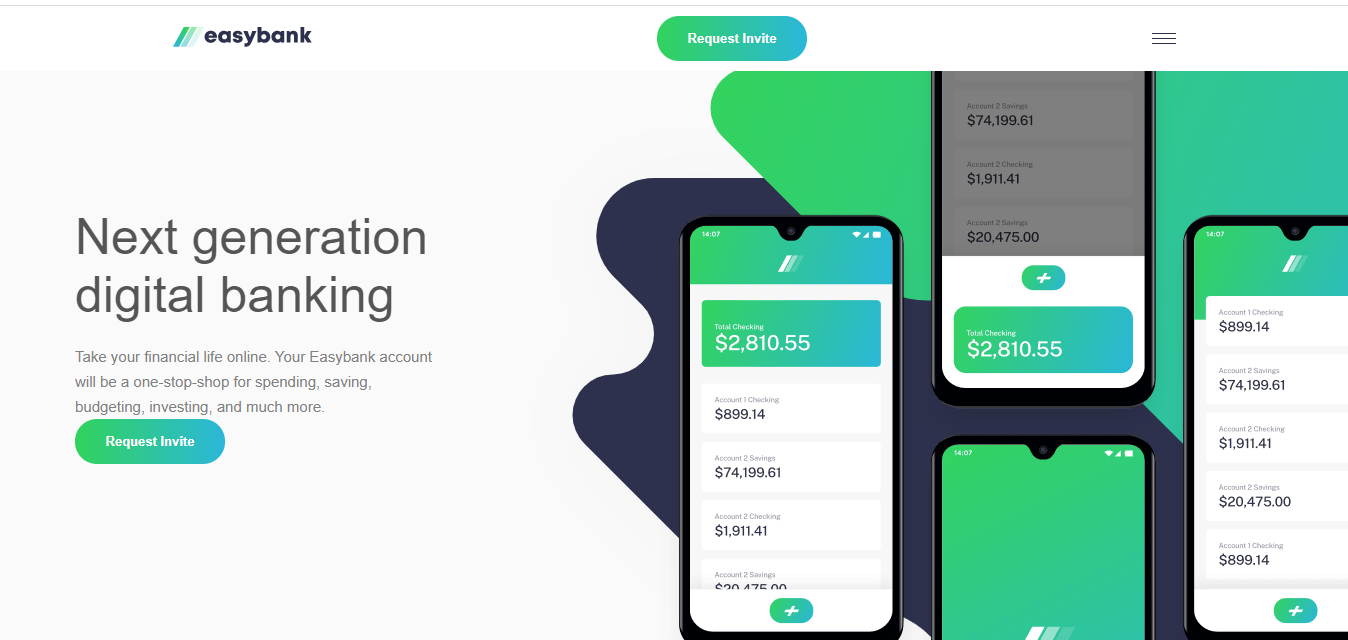 easybank
Request Invite
Next generation
digital banking
Take your financial life online. Your Easybank account
will be a one-stop-shop for spending, saving,
budgeting, investing, and much more.
Request Invite
14:07
Total Checking
$2,810.55
Account 1 Checking
$899.14
Account 2 Savings
$74,199.61
Account 2 Checking
$1,911.41
Account 2 Savings
$20,475.00
Account 2 Savings
$74,199.61
Account 2 Checking
$1,911.41
Account 2 Savings
$20,475.00
Total Checking
$2,810.55
14:07
14:07
Account 1 Checking
$899.14
Account 2 Savings
$74,199.61
Account 2 Checking
$1,911.41
Account 2 Savings
$20,475.00
Account 1 Checking
$899.14